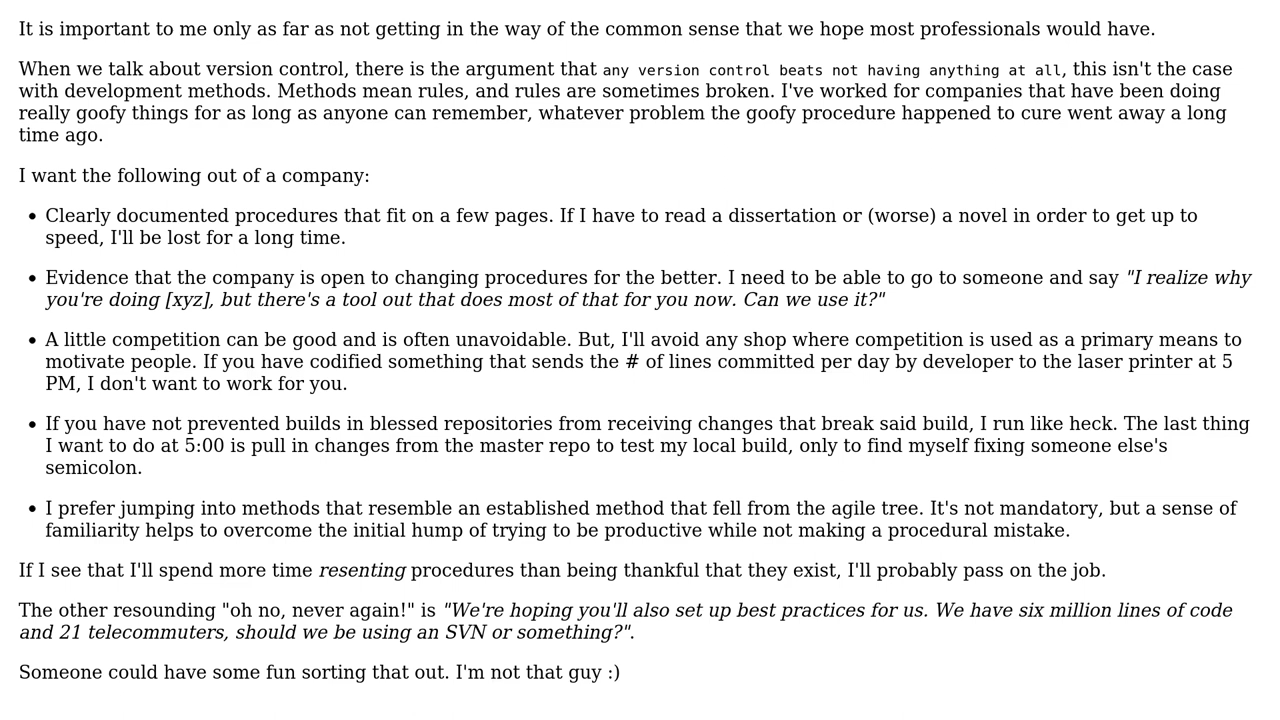 It is important to me only as far as not getting in the way of the common sense that we hope most professionals would have.
When we talk about version control, there is the argument that any version control beats not having anything at all, this isn't the case
with development methods. Methods mean rules, and rules are sometimes broken. I've worked for companies that have been doing
really goofy things for as long as anyone can remember, whatever problem the goofy procedure happened to cure went away a long
time ago.
I want the following out of a company:
• Clearly documented procedures that fit on a few pages. If I have to read a dissertation or (worse) a novel in order to get up to
speed, I'll be lost for a long time.
• Evidence that the company is open to changing procedures for the better. I need to be able to go to someone and say "I realize why
you're doing [xyz], but there's a tool out that does most of that for you now. Can we use it?"
• A little competition can be good and is often unavoidable. But, I'll avoid any shop where competition is used as a primary means to
motivate people. If you have codified something that sends the # of lines committed per day by developer to the laser printer at 5
PM, I don't want to work for you.
• If you have not prevented builds in blessed repositories from receiving changes that break said build, I run like heck. The last thing
I want to do at 5:00 is pull in changes from the master repo to test my local build, only to find myself fixing someone else's
semicolon.
• I prefer jumping into methods that resemble an established method that fell from the agile tree. It's not mandatory, but a sense of
familiarity helps to overcome the initial hump of trying to be productive while not making a procedural mistake.
If I see that I'll spend more time resenting procedures than being thankful that they exist, I'll probably pass on the job.
The other resounding "oh no, never again!" is "We're hoping you'll also set up best practices for us. We have six million lines of code
and 21 telecommuters, should we be using an SVN or something?".
Someone could have some fun sorting that out. I'm not that guy :)